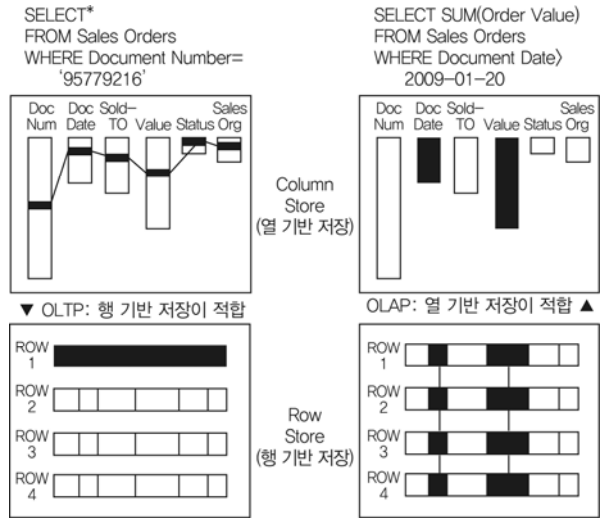 SELECT*
FROM Sales Orders
WHERE Document Number=
‘95779216’
SELECT SUM(Order Value)
FROM Sales Orders
WHERE Document Date〉
2009-01-20
Doc Doc Sold- Sales
Num Date TO Value Status Org
Column
Store
(열 기반 저장)
Doc Doc Sold- Sales
Num Date TO Value Status Org
▼ OLTP: 행 기반 저장이 적합
OLAP: 열 기반 저장이 적합 ▲
ROW
1
ROW
2
ROW
3
ROW
4
Row
Store
(행 기반 저장)
ROW
1
ROW
2
ROW
3
ROW
4